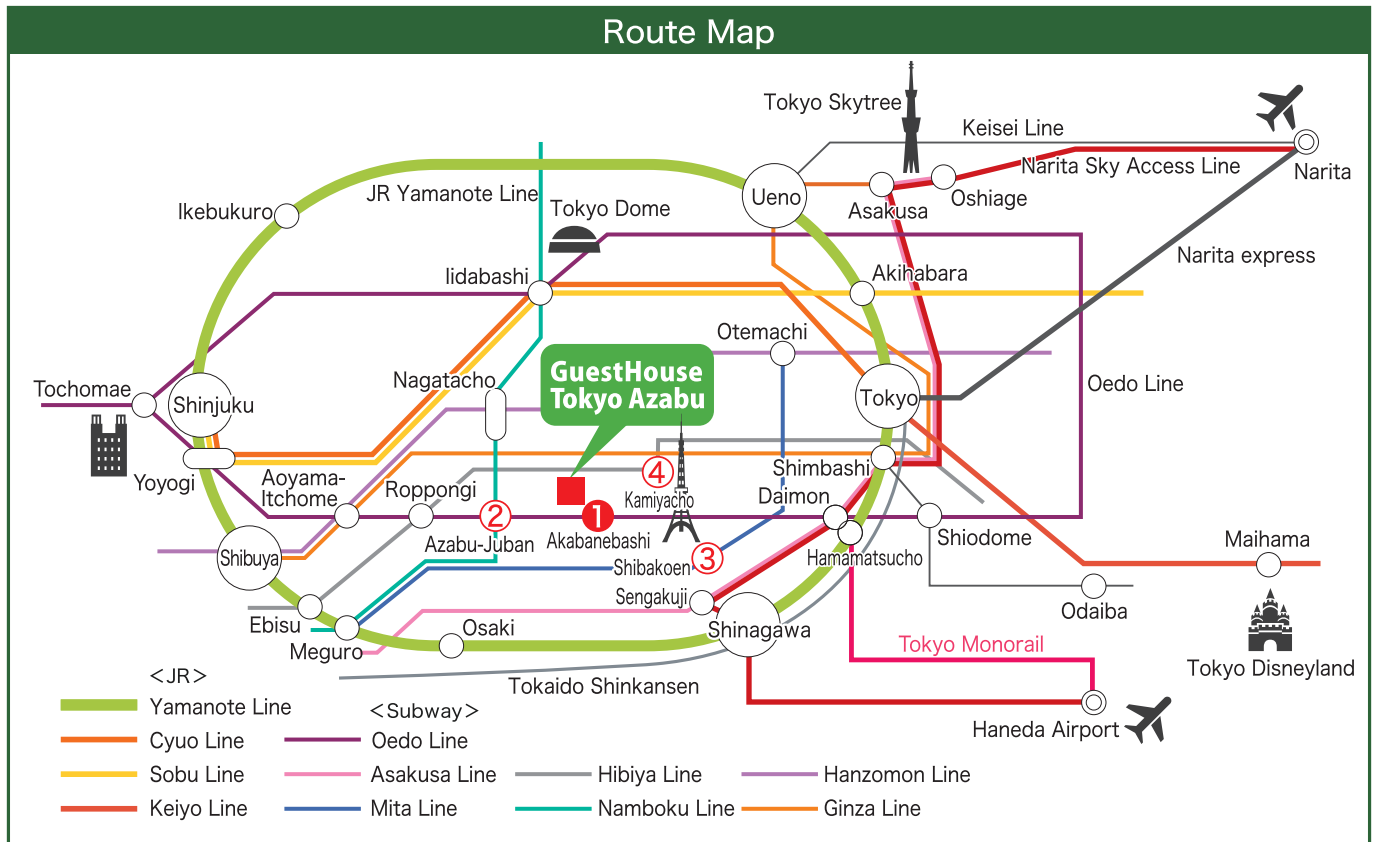 Route Map
Tokyo Skytree
Keisei Line
Narita Sky Access Line
Narita
JR Yamanote Line
Ueno
Asakusa
Oshiage
Ikebukuro
Tokyo Dome
Narita express
Iidabashi
Akihabara
Otemachi
GuestHouse
Tokyo Azabu
Nagatacho
Tochomae
Shinjuku
Tokyo
Oedo Line
Yoyogi
Aoyama-
Itchome
Roppongi
4
Kamiyacho
Shimbashi
Daimon
2
1
Azabu-Juban
Akabanebashi
Shiodome
Shibuya
3
Shibakoen
Hamamatsucho
Maihama
Sengakuji
Odaiba
Ebisu
Meguro
Osaki
Shinagawa
Tokyo Monorail
Tokyo Disneyland
Tokaido Shinkansen
Haneda Airport
<JR>
Yamanote Line
Cyuo Line
Sobu Line
Keiyo Line
<Subway>
Oedo Line
Asakusa Line
Mita Line
Hibiya Line
Namboku Line
Hanzomon Line
Ginza Line